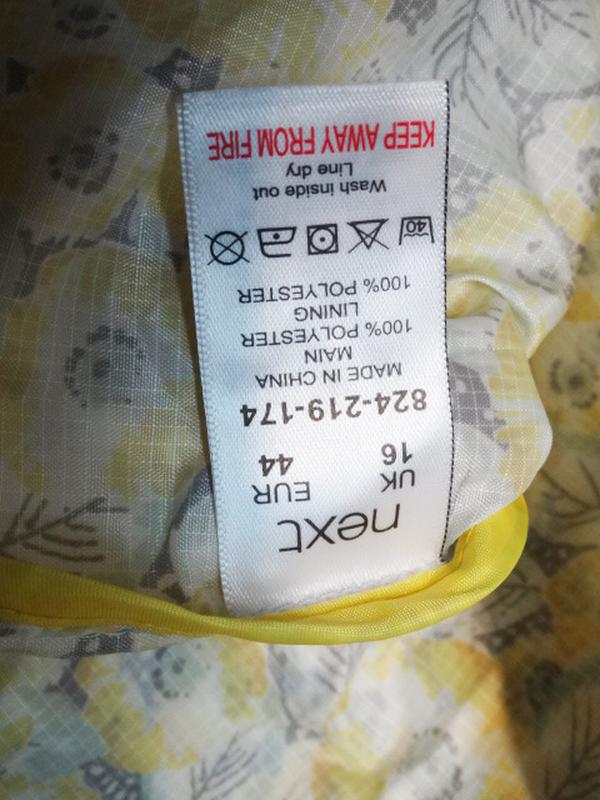 next
UK EUR
16 44
824-219-174
MADE IN CHINA
MAIN
100% POLYESTER
LINING
100% POLYESTER
40
Wash inside out
Line dry
KEEP AWAY FROM FIRE